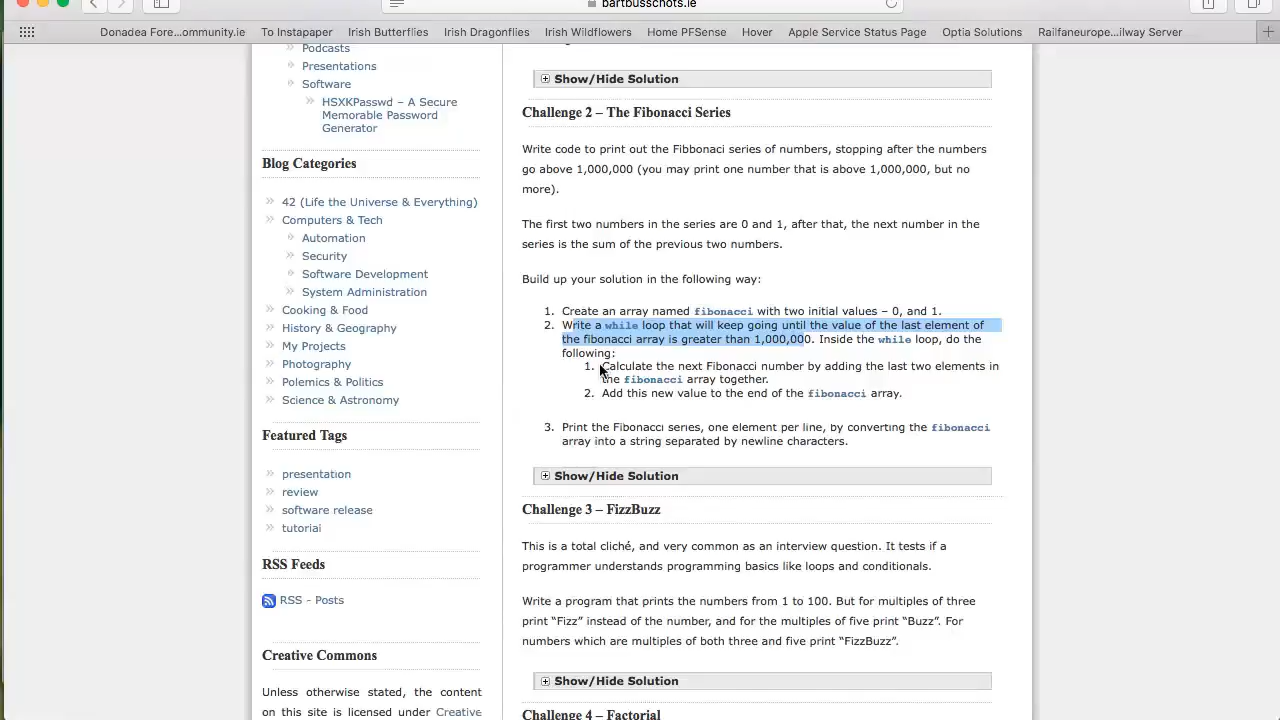 bartbusschots.ie
Donadea Fore...ommunity.ie To Instapaper Irish Butterflies Irish Dragonflies Irish Wildflowers Home PFSense Hover Apple Service Status Page Optia Solutions Railfaneurope...ilway Server
Podcasts
Presentations
Software
HSXKPasswd – A Secure
Memorable Password
Generator
Blog Categories
42 (Life the Universe & Everything)
Computers & Tech
Automation
Security
Software Development
System Administration
Cooking & Food
History & Geography
My Projects
Photography
Polemics & Politics
Science & Astronomy
Featured Tags
presentation
review
software release
tutorial
RSS Feeds
RSS - Posts
Creative Commons
Unless otherwise stated, the content
on this site is licensed under Creative
Show/Hide Solution
Challenge 2 – The Fibonacci Series
Write code to print out the Fibbonaci series of numbers, stopping after the numbers
go above 1,000,000 (you may print one number that is above 1,000,000, but no
more).
The first two numbers in the series are 0 and 1, after that, the next number in the
series is the sum of the previous two numbers.
Build up your solution in the following way:
1. Create an array named fibonacci with two initial values – 0, and 1.
2. Write a while loop that will keep going until the value of the last element of
the fibonacci array is greater than 1,000,000. Inside the while loop, do the
following:
1. Calculate the next Fibonacci number by adding the last two elements in
the fibonacci array together.
2. Add this new value to the end of the fibonacci array.
3. Print the Fibonacci series, one element per line, by converting the fibonacci
array into a string separated by newline characters.
Show/Hide Solution
Challenge 3 – FizzBuzz
This is a total cliché, and very common as an interview question. It tests if a
programmer understands programming basics like loops and conditionals.
Write a program that prints the numbers from 1 to 100. But for multiples of three
print “Fizz” instead of the number, and for the multiples of five print “Buzz”. For
numbers which are multiples of both three and five print “FizzBuzz”.
Show/Hide Solution
Challenge 4 – Factorial